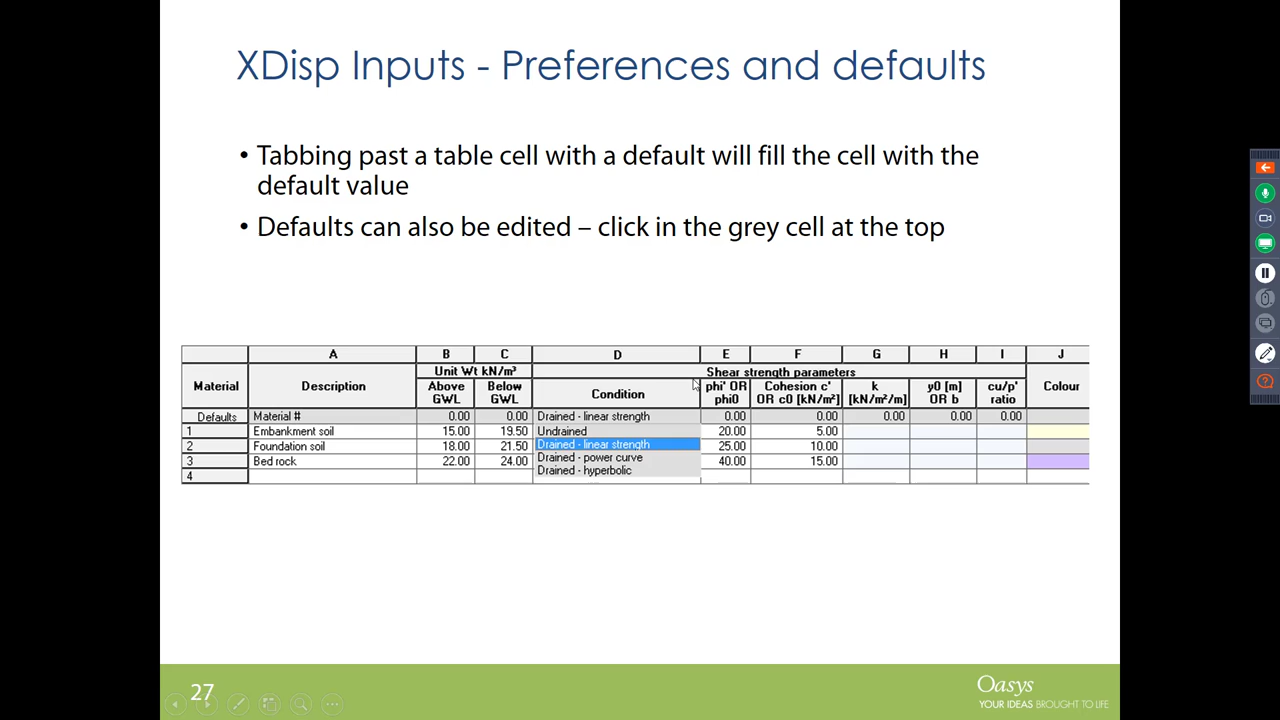 XDisp Inputs - Preferences and defaults
• Tabbing past a table cell with a default will fill the cell with the
default value
• Defaults can also be edited – click in the grey cell at the top
A B C D E F G H I J
Material Description Unit Wt kN/m³ Shear strength parameters
Above GWL Below GWL Condition phi' OR phi0 Cohesion c' OR c0 [kN/m²] k [kN/m²/m] y0 [m] OR b cu/p' ratio Colour
Defaults Material # 0.00 0.00 Drained - linear strength 0.00 0.00 0.00 0.00 0.00
1 Embankment soil 15.00 19.50 Undrained 20.00 5.00
2 Foundation soil 18.00 21.50 Drained - linear strength 25.00 10.00
3 Bed rock 22.00 24.00 Drained - power curve 40.00 15.00
4 Drained - hyperbolic
27
Oasys
YOUR IDEAS BROUGHT TO LIFE